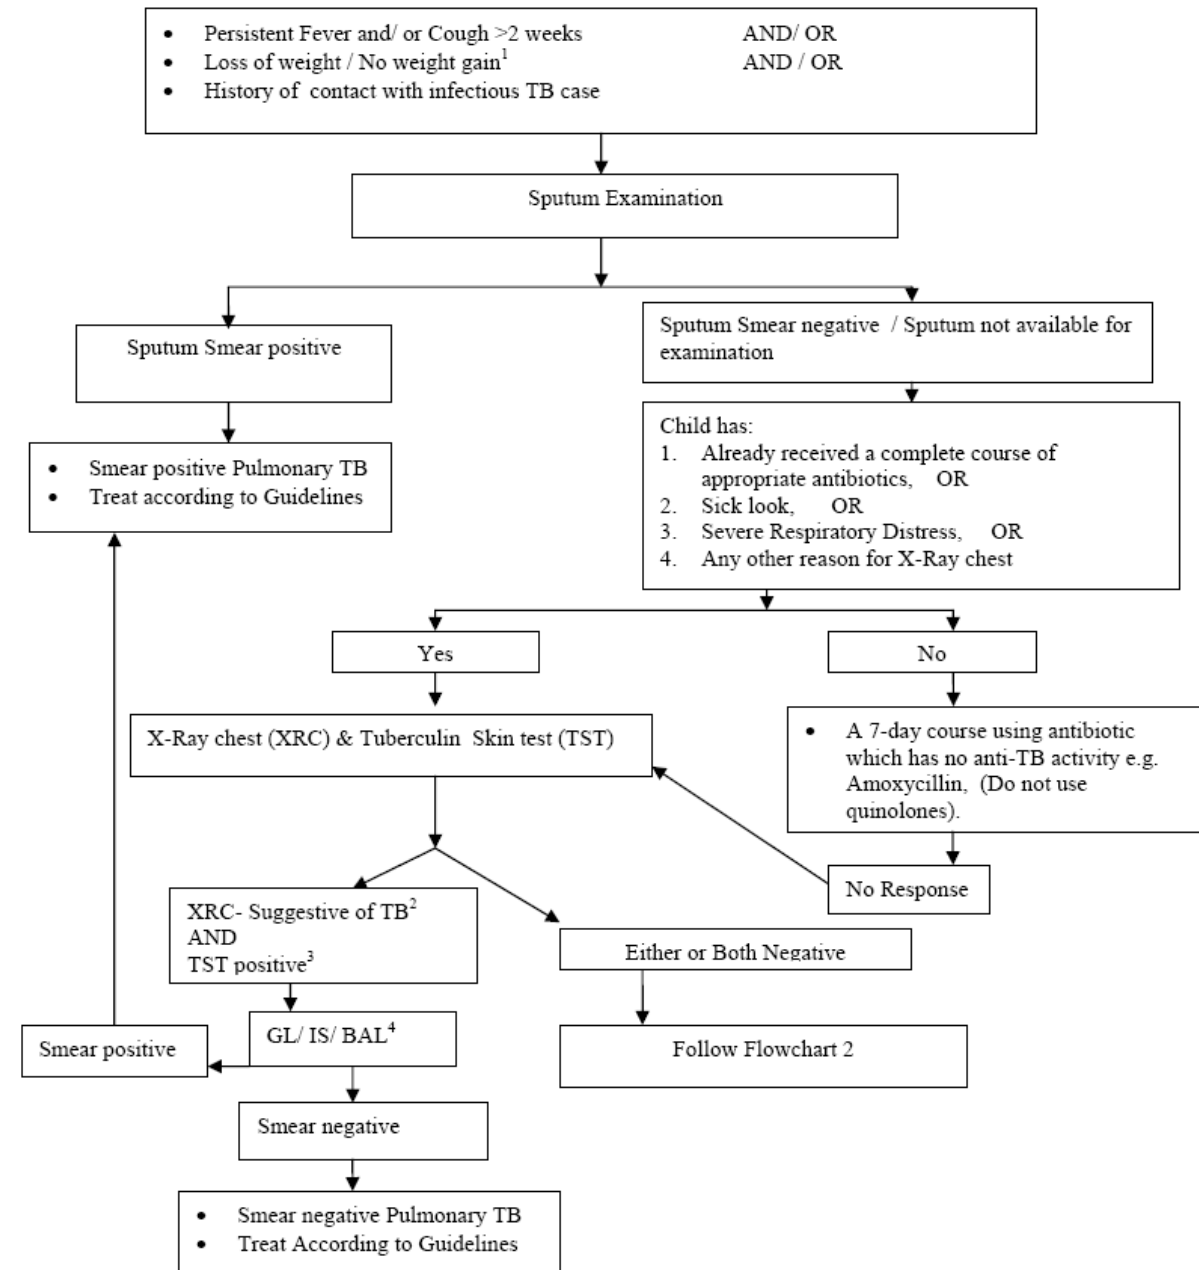 • Persistent Fever and/ or Cough >2 weeks AND/ OR
• Loss of weight / No weight gain1 AND / OR
• History of contact with infectious TB case
Sputum Examination
Sputum Smear positive
Sputum Smear negative / Sputum not available for
examination
• Smear positive Pulmonary TB
• Treat according to Guidelines
Child has:
1. Already received a complete course of
appropriate antibiotics, OR
2. Sick look, OR
3. Severe Respiratory Distress, OR
4. Any other reason for X-Ray chest
Yes
No
X-Ray chest (XRC) & Tuberculin Skin test (TST)
• A 7-day course using antibiotic
which has no anti-TB activity e.g.
Amoxycillin, (Do not use
quinolones).
No Response
XRC- Suggestive of TB2
AND
TST positive3
Either or Both Negative
GL/ IS/ BAL4
Smear positive
Follow Flowchart 2
Smear negative
• Smear negative Pulmonary TB
• Treat According to Guidelines